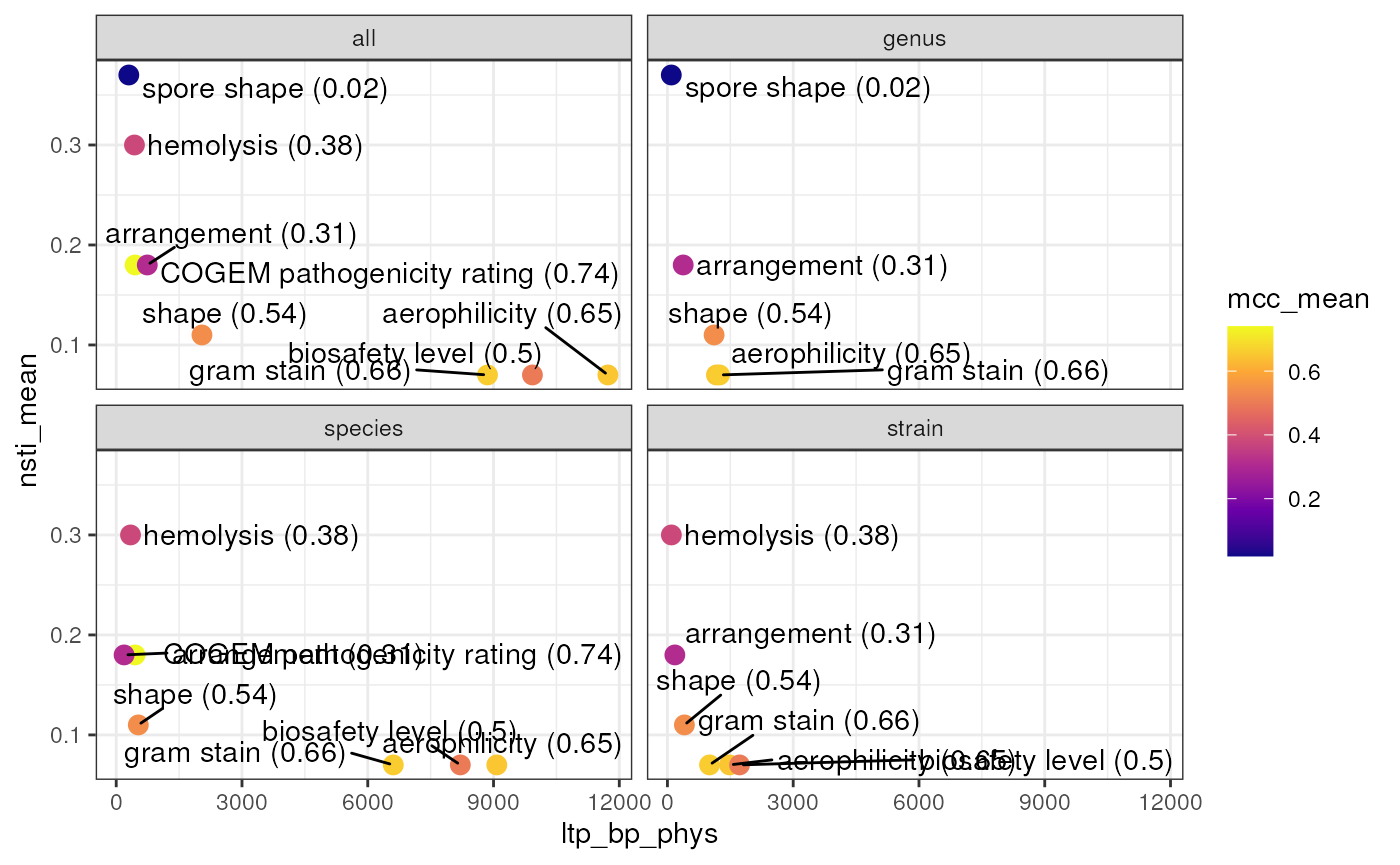 all
genus
spore shape (0.02)
hemolysis (0.38)
arrangement (0.31)
COGEM pathogenicity rating (0.74)
shape (0.54)
aerophilicity (0.65)
biosafety level (0.5)
gram stain (0.66)
spore shape (0.02)
arrangement (0.31)
shape (0.54)
aerophilicity (0.65)
gram stain (0.66)
0.3
0.2
0.1
species
strain
hemolysis (0.38)
arrangement (0.31)
COGEM pathogenicity rating (0.74)
shape (0.54)
biosafety level (0.5)
aerophilicity (0.65)
gram stain (0.66)
hemolysis (0.38)
arrangement (0.31)
shape (0.54)
gram stain (0.66)
aerophilicity (0.65)
biosafety level (0.5)
0.3
0.2
0.1
0 3000 6000 9000 12000
0 3000 6000 9000 12000
ltp_bp_phys
nsti_mean
mcc_mean
0.6
0.4
0.2